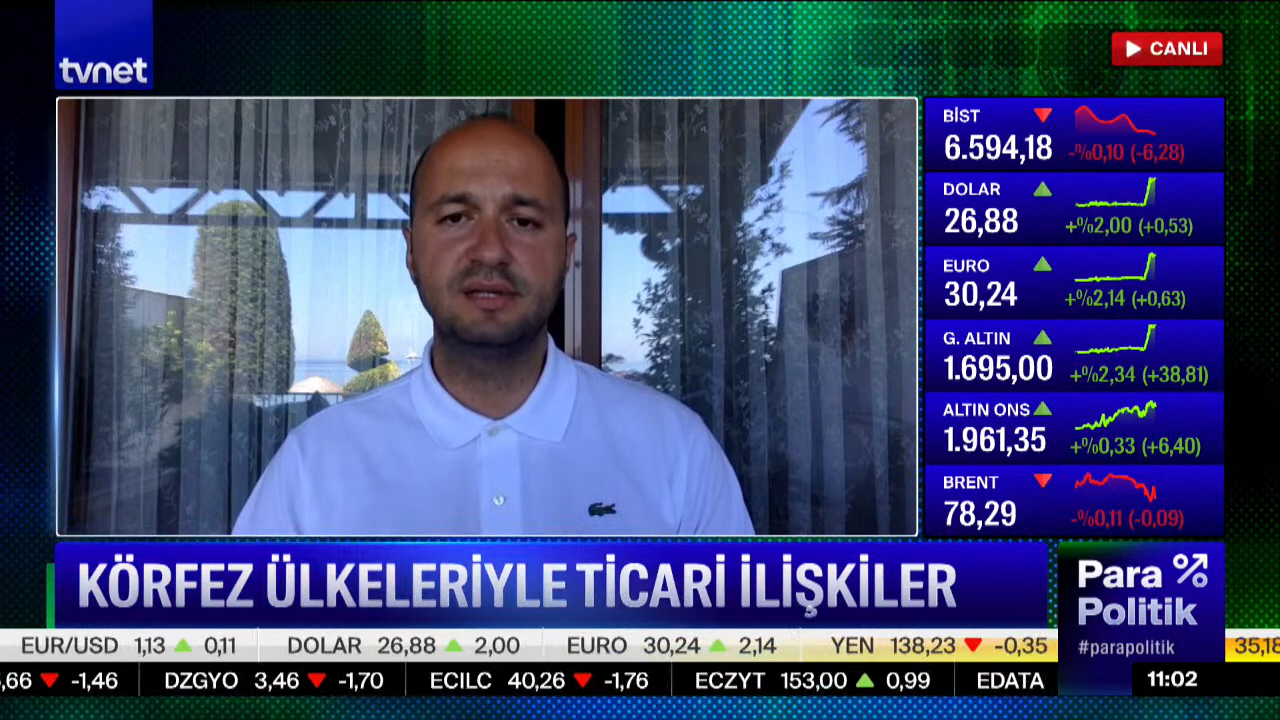 tvnet
CANLI
BİST
6.594,18
-%0,10 (-6,28)
DOLAR
26,88
+%2,00 (+0,53)
EURO
30,24
+%2,14 (+0,63)
G. ALTIN
1.695,00
+%2,34 (+38,81)
ALTIN ONS
1.961,35
+%0,33 (+6,40)
BRENT
78,29
-%0,11 (-0,09)
KÖRFEZ ÜLKELERİYLE TİCARİ İLİŞKİLER
Para %
Politik
#parapolitik
EUR/USD 1,13 0,11 DOLAR 26,88 2,00 EURO 30,24 2,14 YEN 138,23 -0,35 35,18
,66 -1,46 DZGYO 3,46 -1,70 ECILC 40,26 -1,76 ECZYT 153,00 0,99 EDATA 11:02